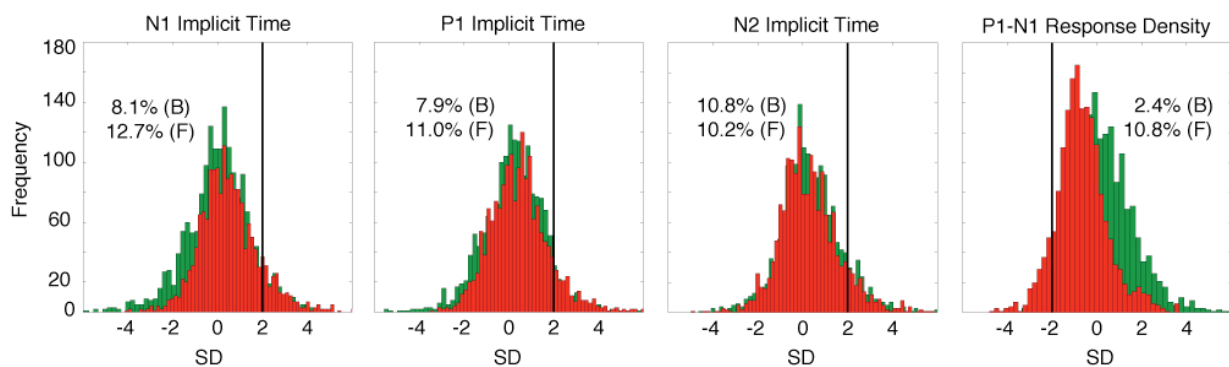 N1 Implicit Time
P1 Implicit Time
N2 Implicit Time
P1-N1 Response Density
Frequency
180
140
100
60
20
0
8.1% (B)
12.7% (F)
7.9% (B)
11.0% (F)
10.8% (B)
10.2% (F)
2.4% (B)
10.8% (F)
-4 -2 0 2 4
-4 -2 0 2 4
-4 -2 0 2 4
-4 -2 0 2 4
SD
SD
SD
SD